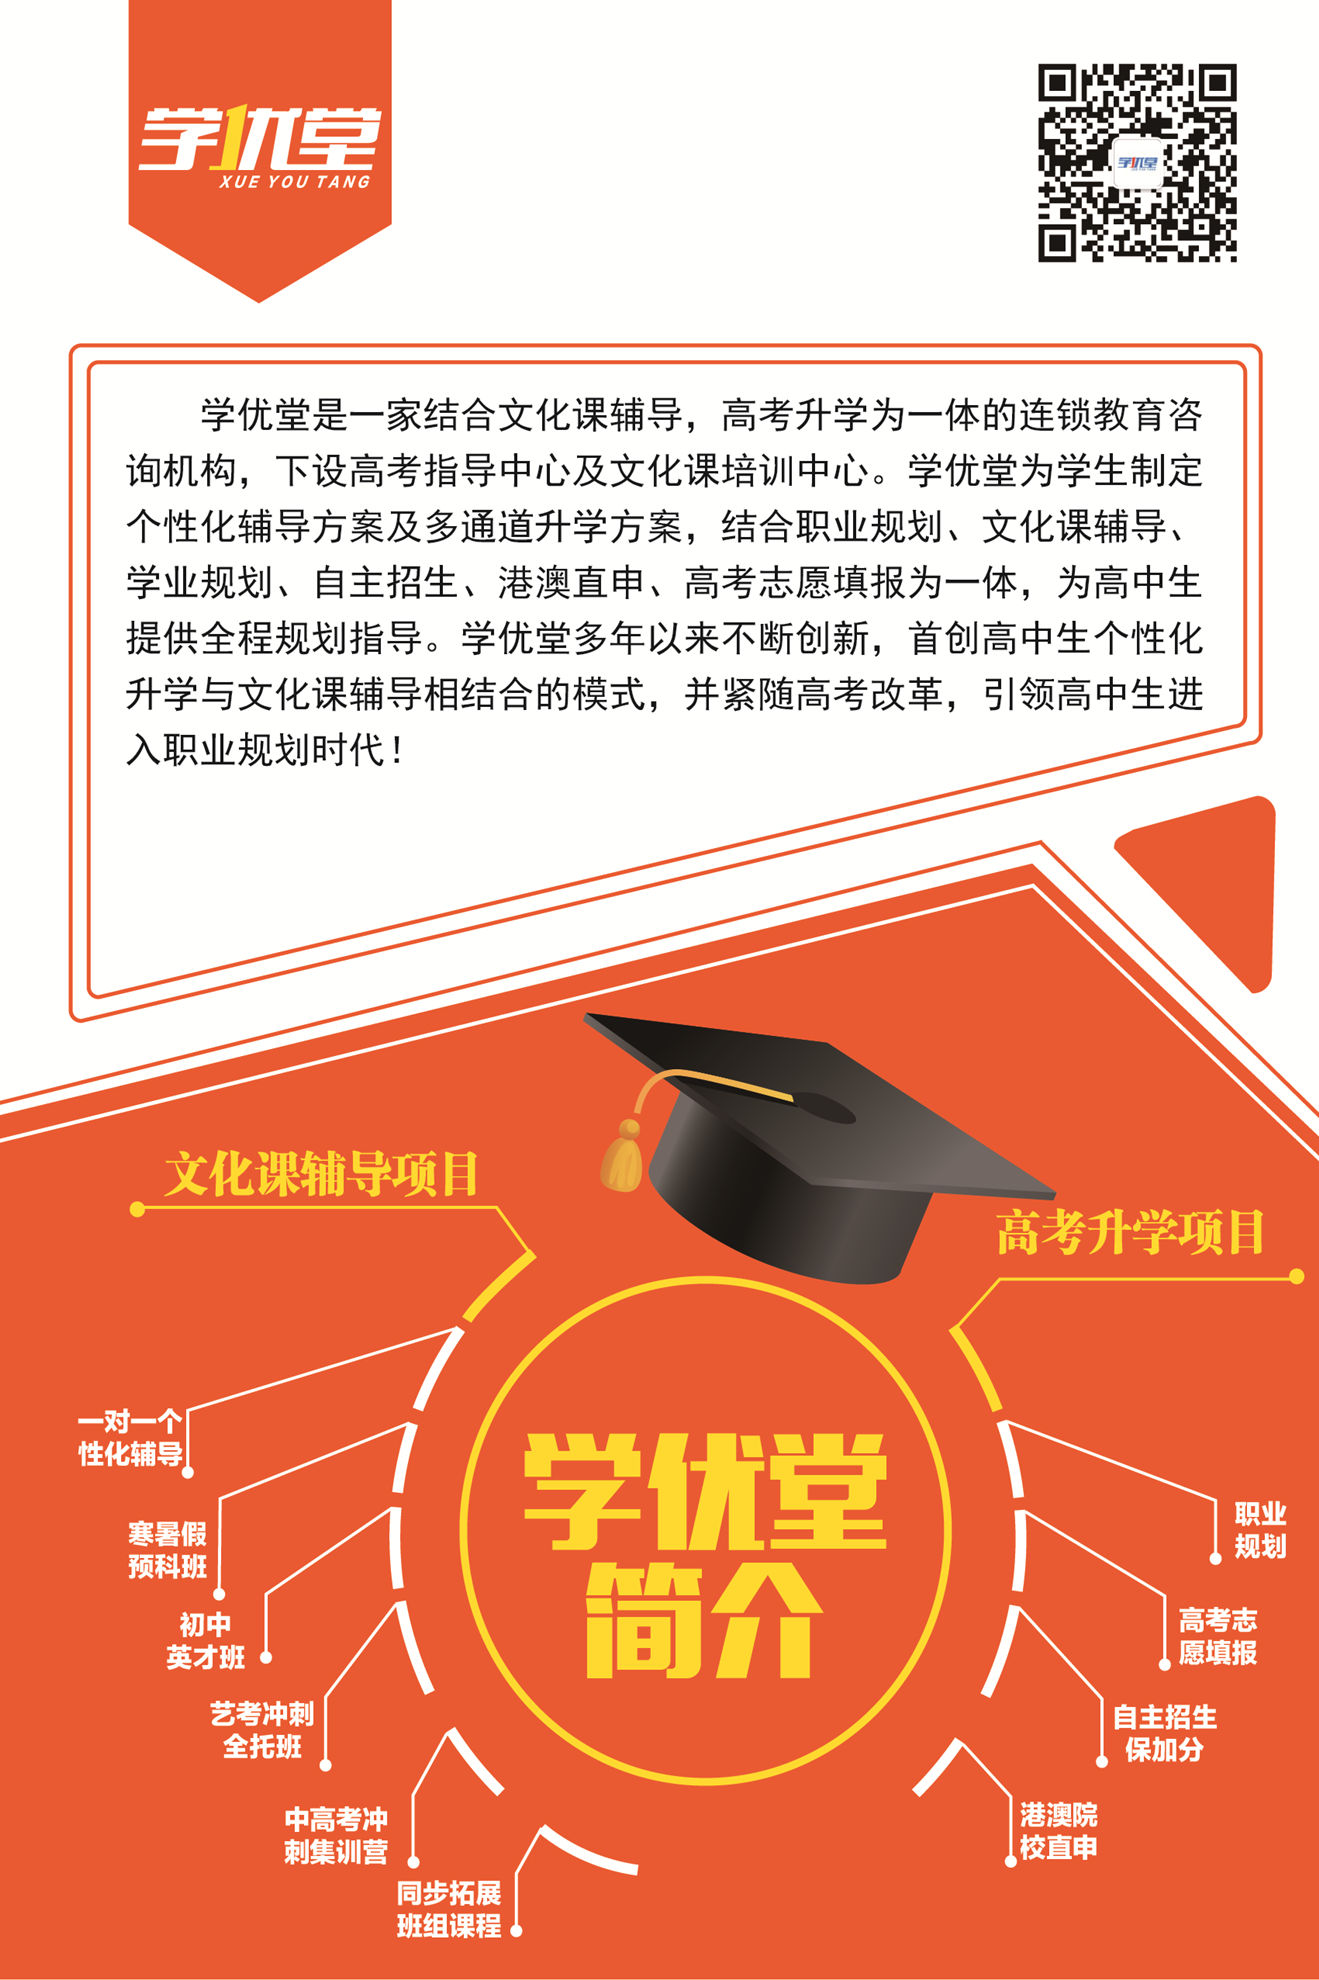 学优堂
XUE YOU TANG
学优堂
学优堂是一家结合文化课辅导，高考升学为一体的连锁教育咨
询机构，下设高考指导中心及文化课培训中心。学优堂为学生制定
个性化辅导方案及多通道升学方案，结合职业规划、文化课辅导、
学业规划、自主招生、港澳直申、高考志愿填报为一体，为高中生
提供全程规划指导。学优堂多年以来不断创新，首创高中生个性化
升学与文化课辅导相结合的模式，并紧随高考改革，引领高中生进
入职业规划时代！
文化课辅导项目
高考升学项目
学优堂
简介
一对一个
性化辅导
寒暑假
预科班
初中
英才班
艺考冲刺
全托班
中高考冲
刺集训营
同步拓展
班组课程
职业
规划
高考志
愿填报
自主招生
保加分
港澳院
校直申